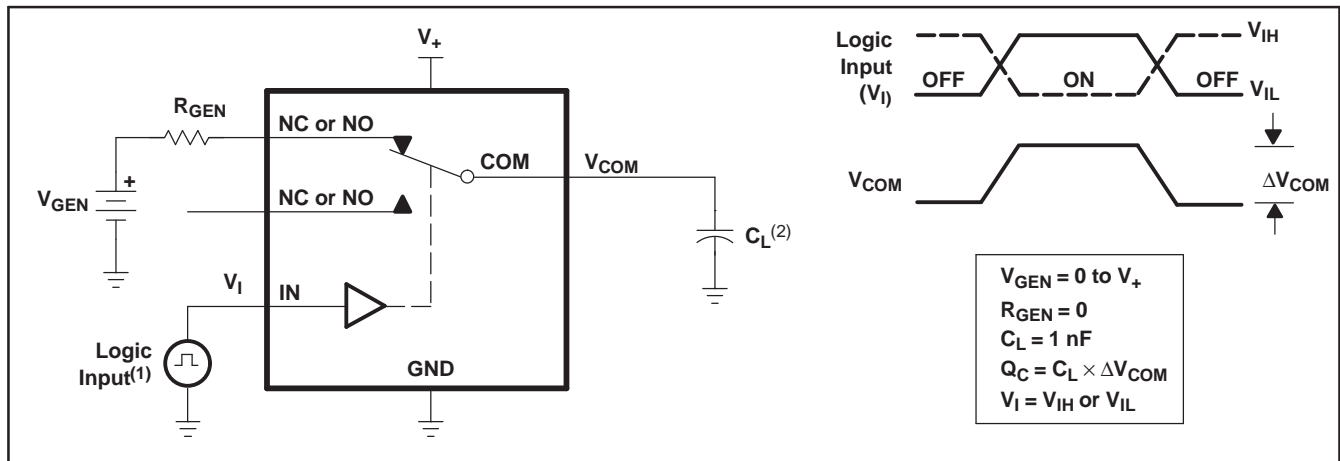 V+
RGEN
NC or NO
COM
VCOM
VGEN
+
NC or NO
CL(2)
VI
IN
Logic
Input(1)
GND
Logic
Input
(VI)
OFF
ON
OFF
VIH
VIL
VCOM
ΔVCOM
VGEN = 0 to V+
RGEN = 0
CL = 1 nF
QC = CL × ΔVCOM
VI = VIH or VIL